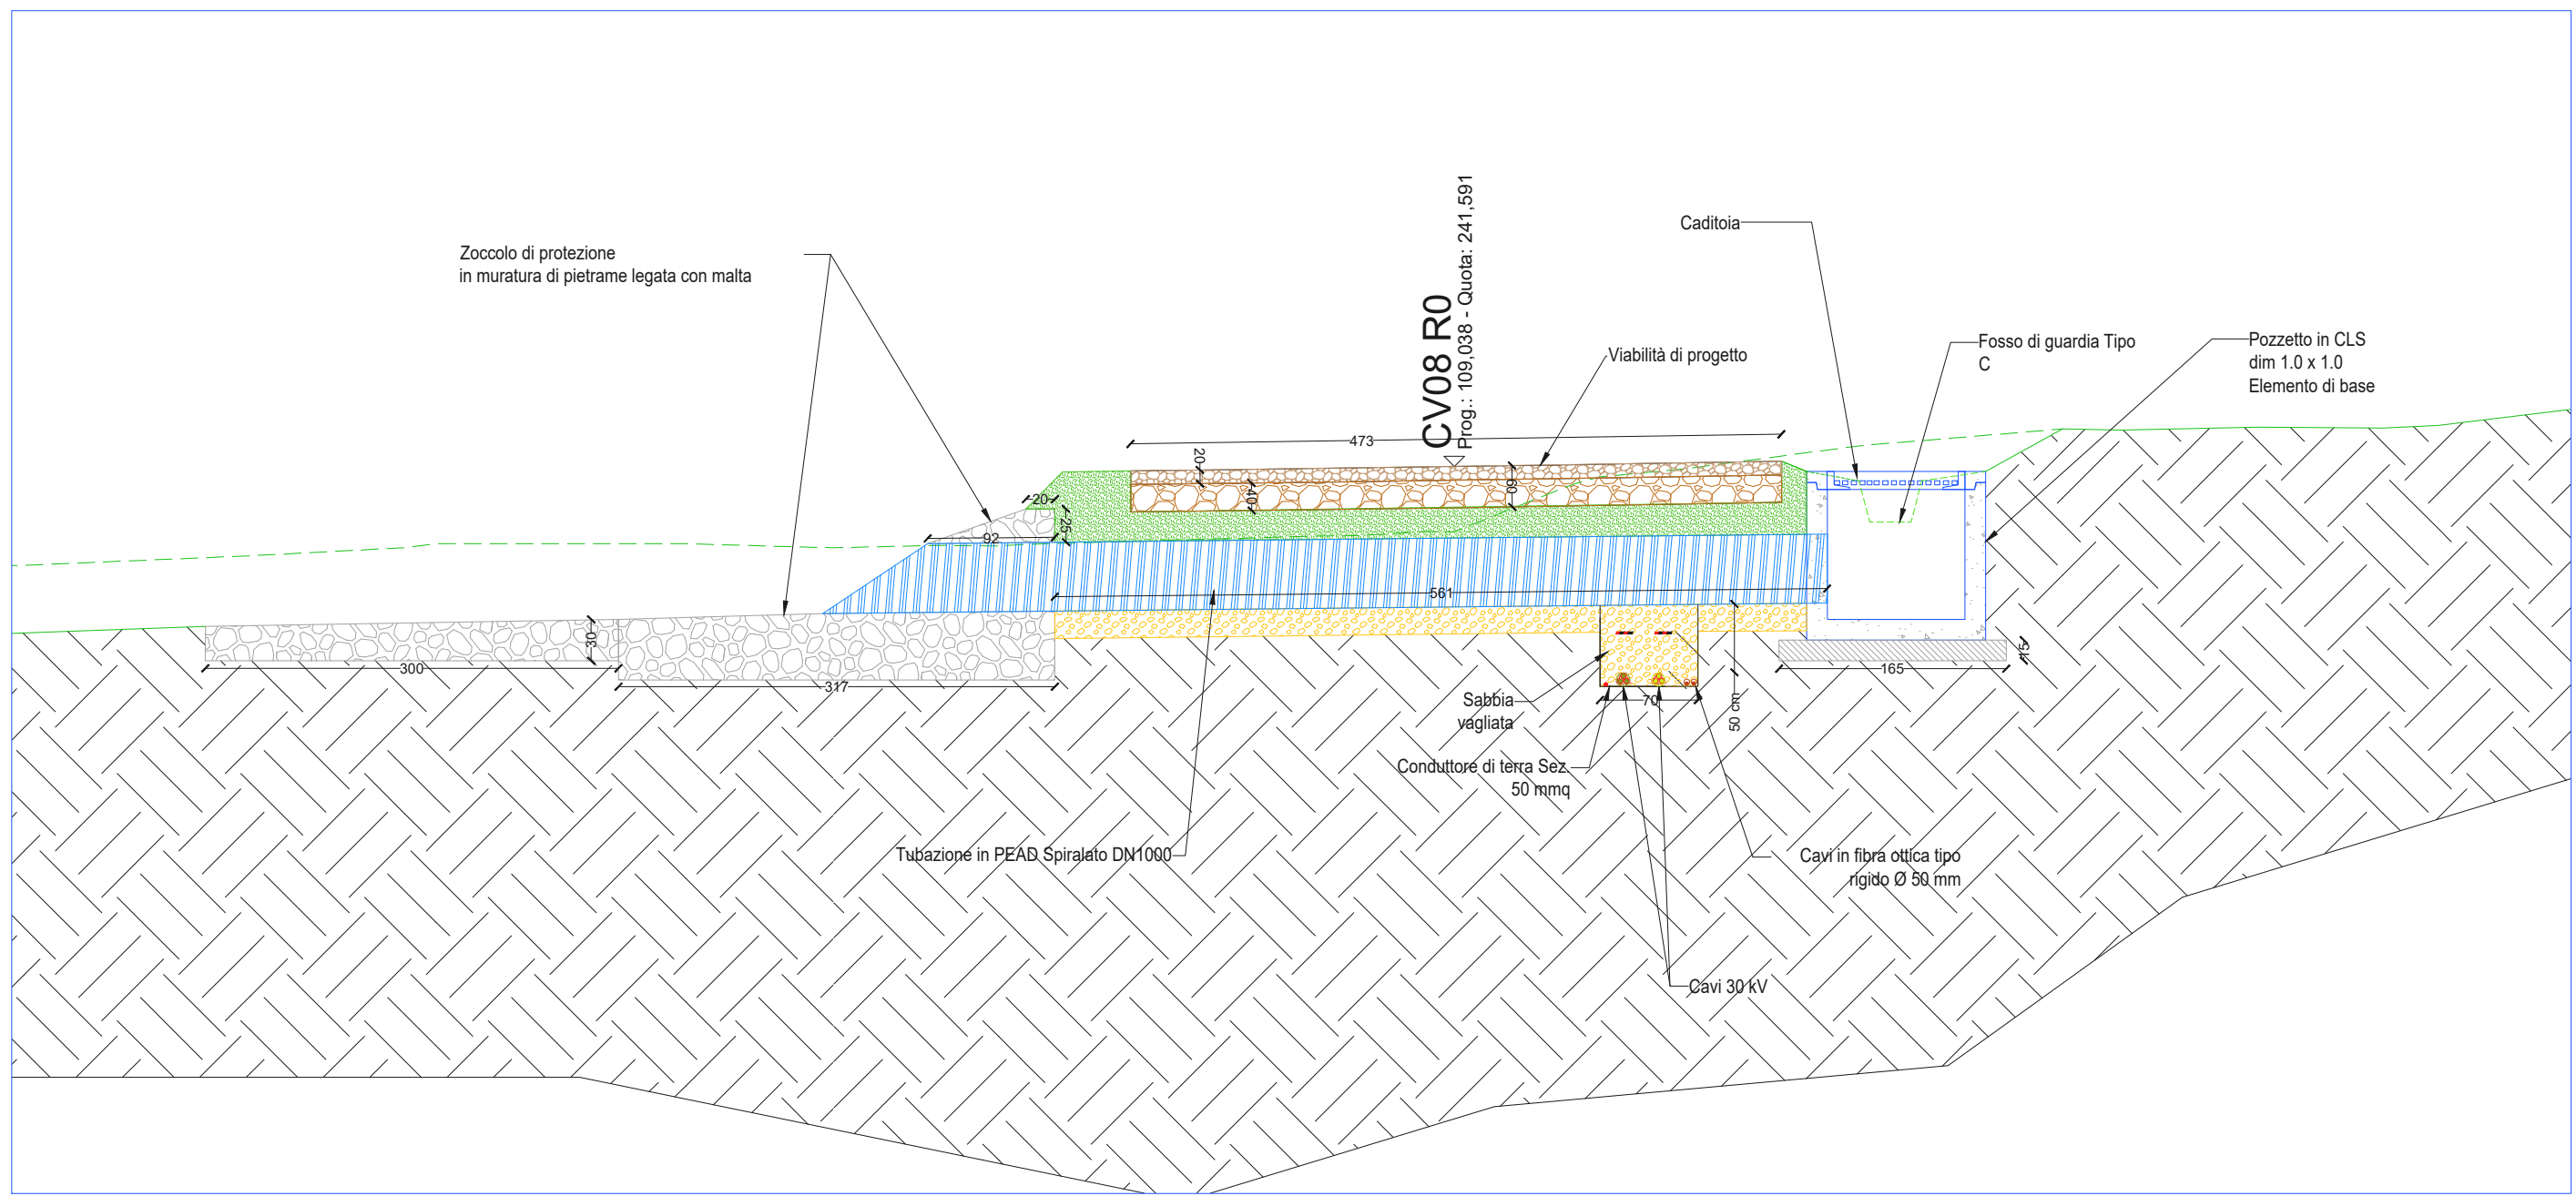 CV08 R0
Prog.: 109,038 - Quota: 241,591
Caditoia
Zoccolo di protezione
in muratura di pietrame legata con malta
Viabilità di progetto
Fosso di guardia Tipo
C
Pozzetto in CLS
dim 1.0 x 1.0
Elemento di base
473
20
40
60
20
25
92
561
30
300
317
165
15
70
50 cm
Sabbia
vagliata
Conduttore di terra Sez.
50 mmq
Tubazione in PEAD Spiralato DN1000
Cavi in fibra ottica tipo
rigido Ø 50 mm
Cavi 30 kV